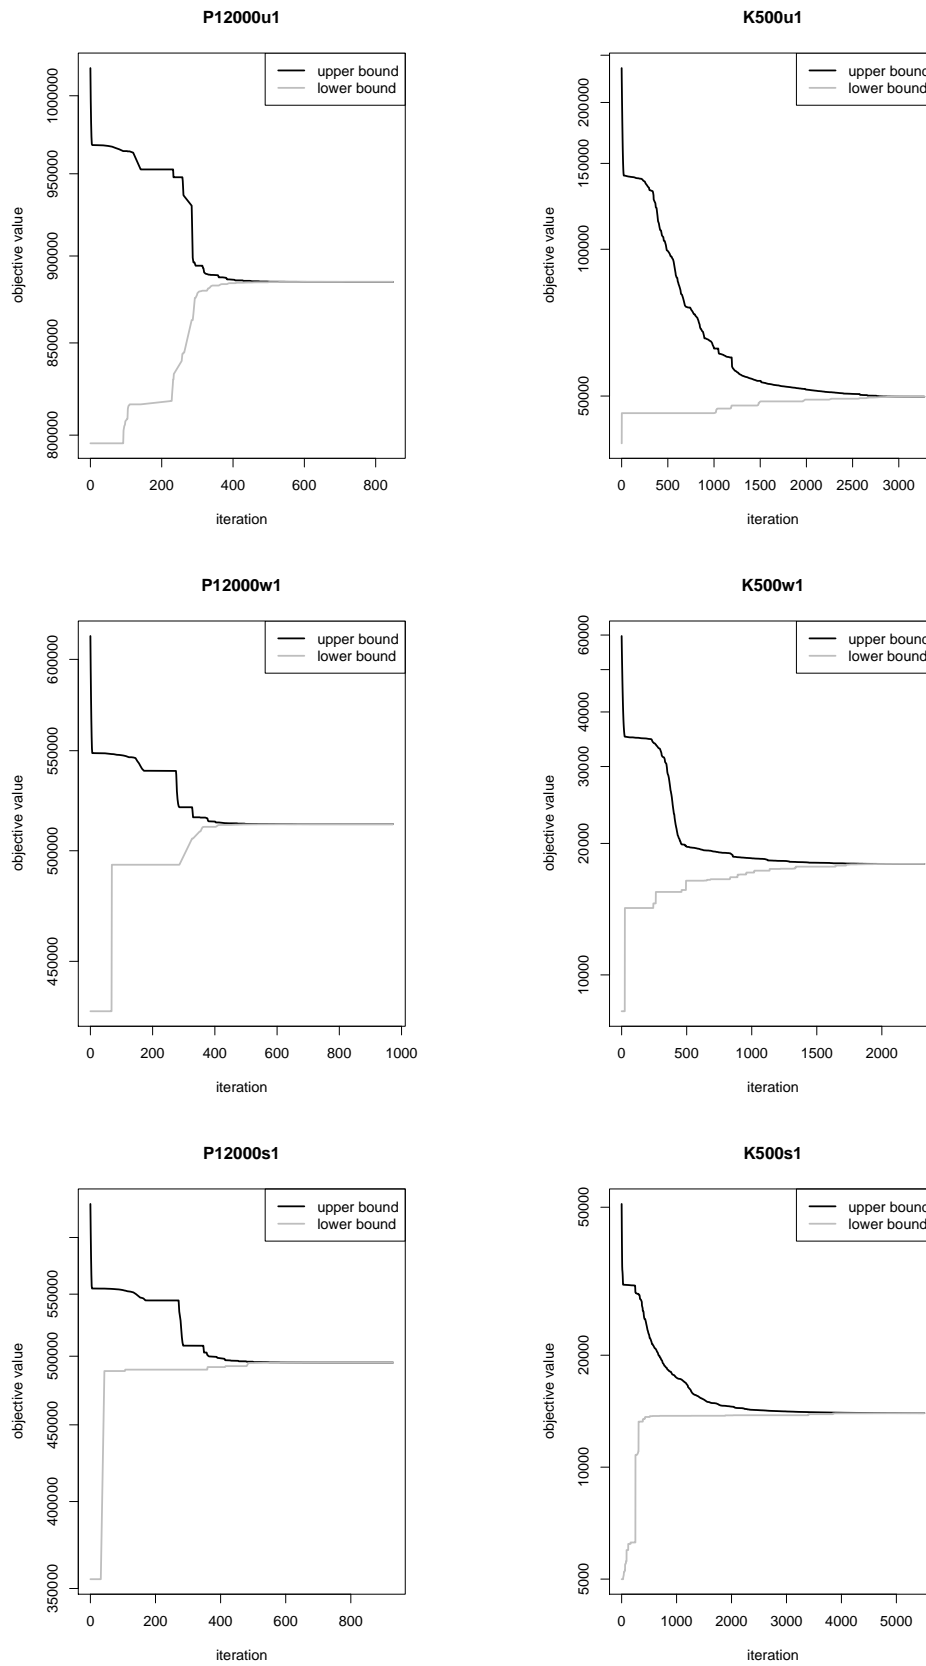 P12000u1
upper bound
lower bound
objective value
800000
850000
900000
950000
1000000
0
200
400
600
800
iteration
K500u1
upper bound
lower bound
objective value
50000
100000
150000
200000
0
500
1000
1500
2000
2500
3000
iteration
P12000w1
upper bound
lower bound
objective value
450000
500000
550000
600000
0
200
400
600
800
1000
iteration
K500w1
upper bound
lower bound
objective value
10000
20000
30000
40000
60000
0
500
1000
1500
2000
iteration
P12000s1
upper bound
lower bound
objective value
350000
400000
450000
500000
550000
0
200
400
600
800
iteration
K500s1
upper bound
lower bound
objective value
5000
10000
20000
50000
0
1000
2000
3000
4000
5000
iteration